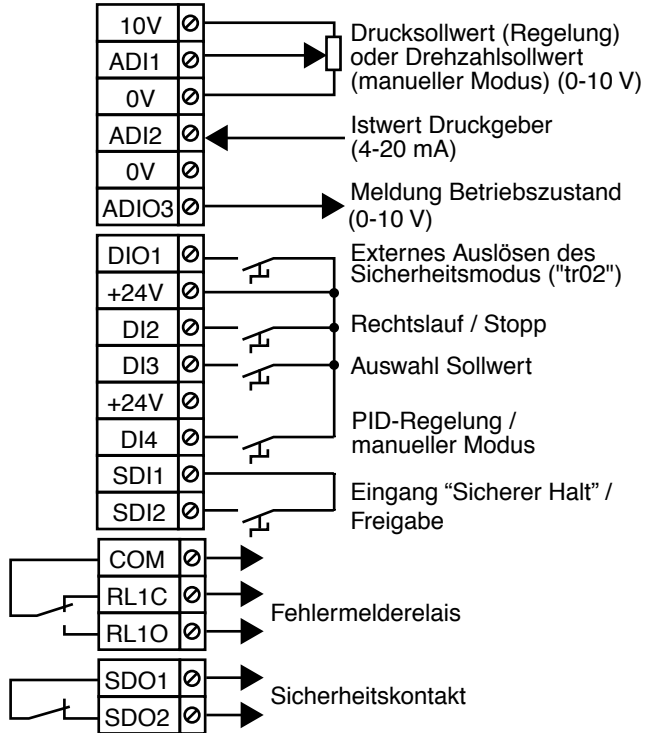 10V
ADI1
0V
ADI2
0V
ADIO3
Drucksollwert (Regelung)
oder Drehzahlsollwert
(manueller Modus) (0-10 V)
Istwert Druckgeber
(4-20 mA)
Meldung Betriebszustand
(0-10 V)
DIO1
+24V
DI2
DI3
+24V
DI4
SDI1
SDI2
Externes Auslösen des
Sicherheitsmodus ("tr02")
Rechtslauf / Stopp
Auswahl Sollwert
PID-Regelung /
manueller Modus
Eingang “Sicherer Halt” /
Freigabe
COM
RL1C
RL1O
Fehlermelderelais
SDO1
SDO2
Sicherheitskontakt